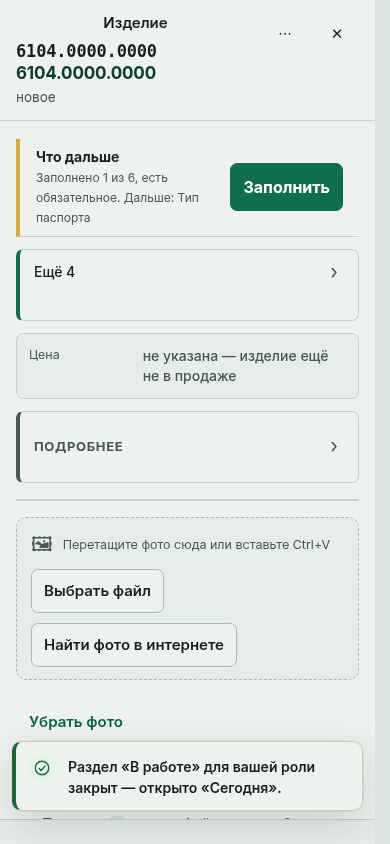 Изделие
...
×
6104.0000.0000
6104.0000.0000
новое
Что дальше
Заполнено 1 из 6, есть
обязательное. Дальше: Тип
паспорта
Заполнить
Ещё 4
Цена
не указана — изделие ещё
не в продаже
ПОДРОБНЕЕ
Перетащите фото сюда или вставьте Ctrl+V
Выбрать файл
Найти фото в интернете
Убрать фото
Раздел «В работе» для вашей роли
закрыт — открыто «Сегодня».